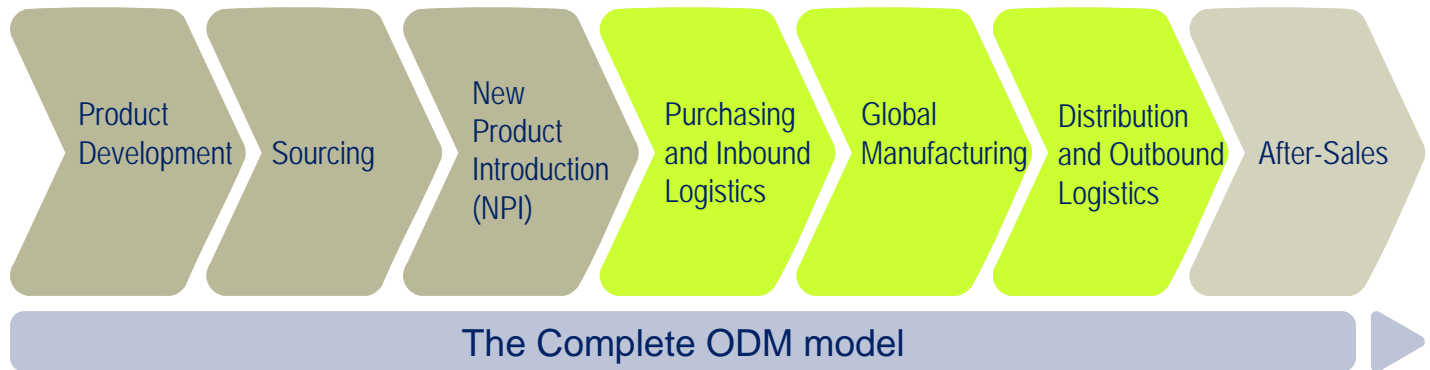 Product
Development
Sourcing
New
Product
Introduction
(NPI)
Purchasing
and Inbound
Logistics
Global
Manufacturing
Distribution
and Outbound
Logistics
After-Sales
The Complete ODM model